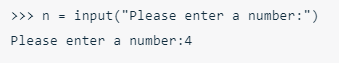 >>> n = input("Please enter a number:")
Please enter a number:4